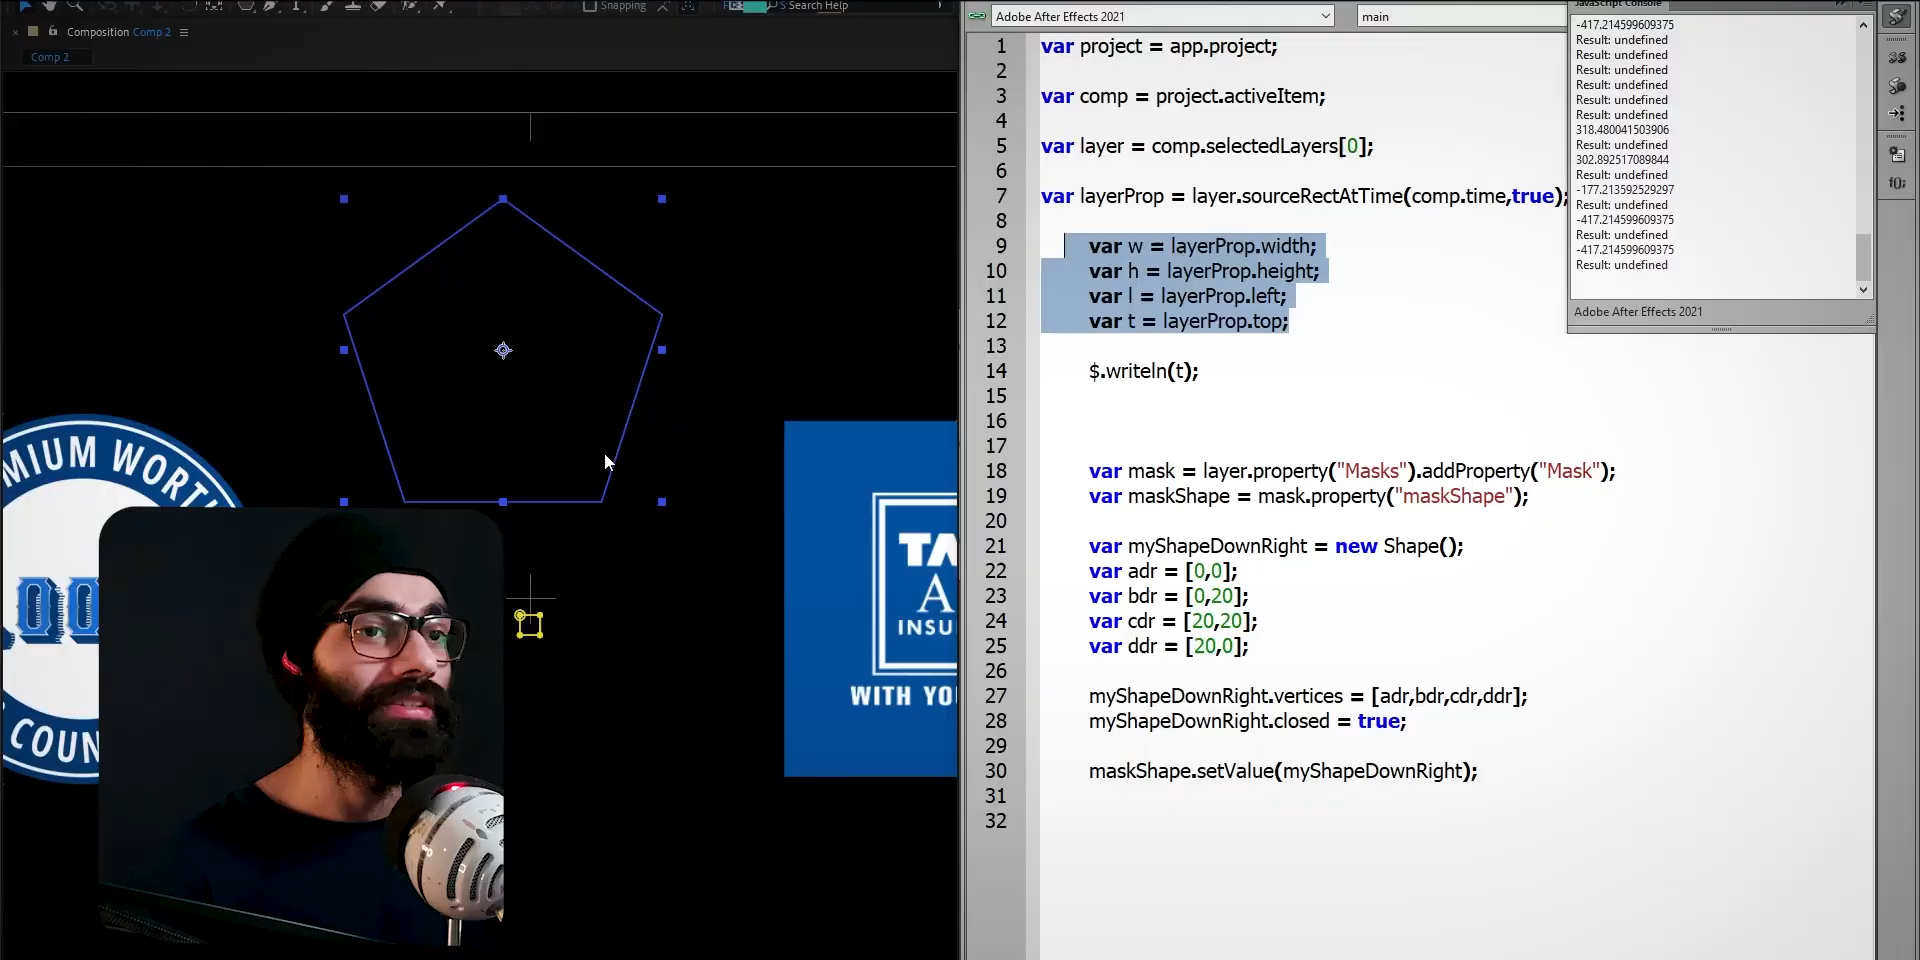 Snapping
Search Help
Composition Comp 2
Comp 2
MIUM WORT
COUN
TA
A
INSU
WITH YO
Adobe After Effects 2021
main
1 var project = app.project;
2
3 var comp = project.activeItem;
4
5 var layer = comp.selectedLayers[0];
6
7 var layerProp = layer.sourceRectAtTime(comp.time,true);
8
9 var w = layerProp.width;
10 var h = layerProp.height;
11 var l = layerProp.left;
12 var t = layerProp.top;
13
14 $.writeln(t);
15
16
17
18 var mask = layer.property("Masks").addProperty("Mask");
19 var maskShape = mask.property("maskShape");
20
21 var myShapeDownRight = new Shape();
22 var adr = [0,0];
23 var bdr = [0,20];
24 var cdr = [20,20];
25 var ddr = [20,0];
26
27 myShapeDownRight.vertices = [adr,bdr,cdr,ddr];
28 myShapeDownRight.closed = true;
29
30 maskShape.setValue(myShapeDownRight);
31
32
JavaScript Console
-417.214599609375
Result: undefined
Result: undefined
Result: undefined
Result: undefined
Result: undefined
Result: undefined
318.480041503906
Result: undefined
302.892517089844
Result: undefined
-177.213592529297
Result: undefined
-417.214599609375
Result: undefined
-417.214599609375
Result: undefined
Adobe After Effects 2021